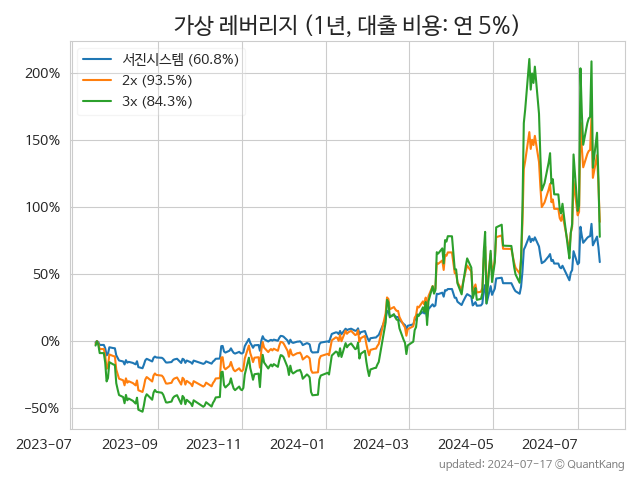 가상 레버리지 (1년, 대출 비용: 연 5%)
서진시스템 (60.8%)
2x (93.5%)
3x (84.3%)
200%
150%
100%
50%
0%
−50%
2023-07
2023-09
2023-11
2024-01
2024-03
2024-05
2024-07
updated: 2024-07-17 © QuantKang